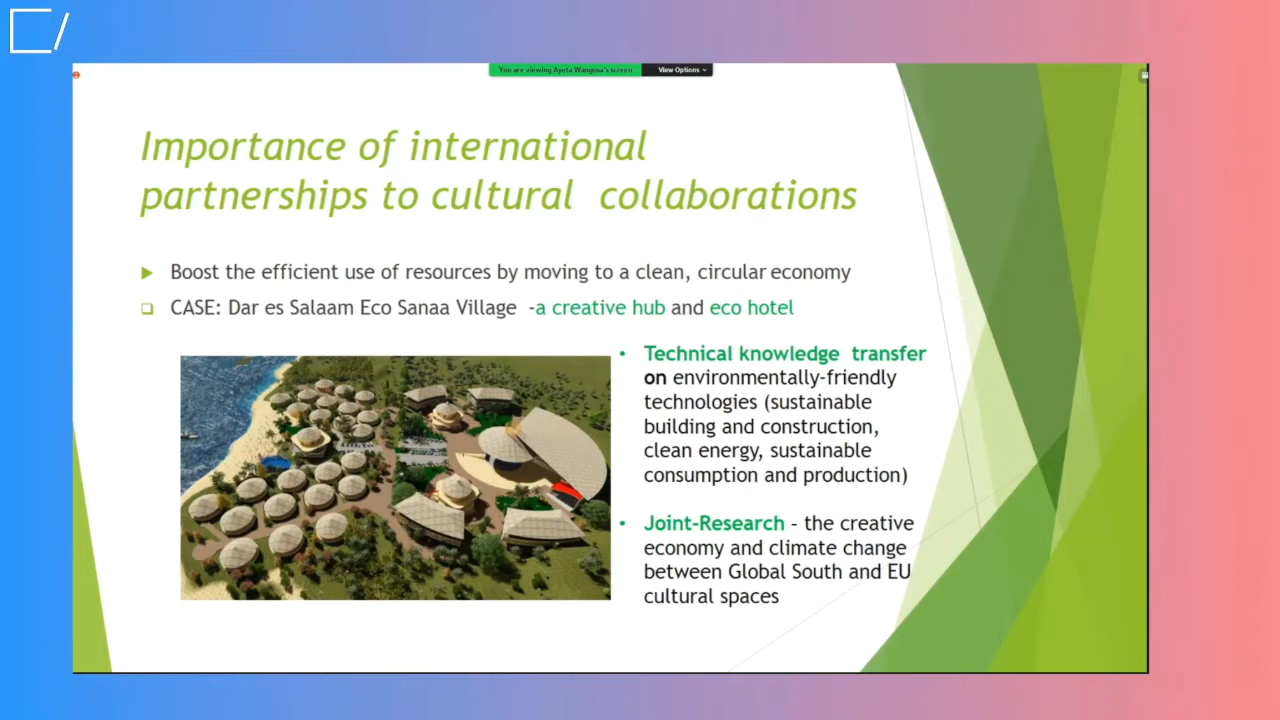 You are viewing Ayeta Wangusa's screen
View Options
Importance of international
partnerships to cultural collaborations
Boost the efficient use of resources by moving to a clean, circular economy
CASE: Dar es Salaam Eco Sanaa Village -a creative hub and eco hotel
• Technical knowledge transfer
on environmentally-friendly
technologies (sustainable
building and construction,
clean energy, sustainable
consumption and production)
• Joint-Research - the creative
economy and climate change
between Global South and EU
cultural spaces